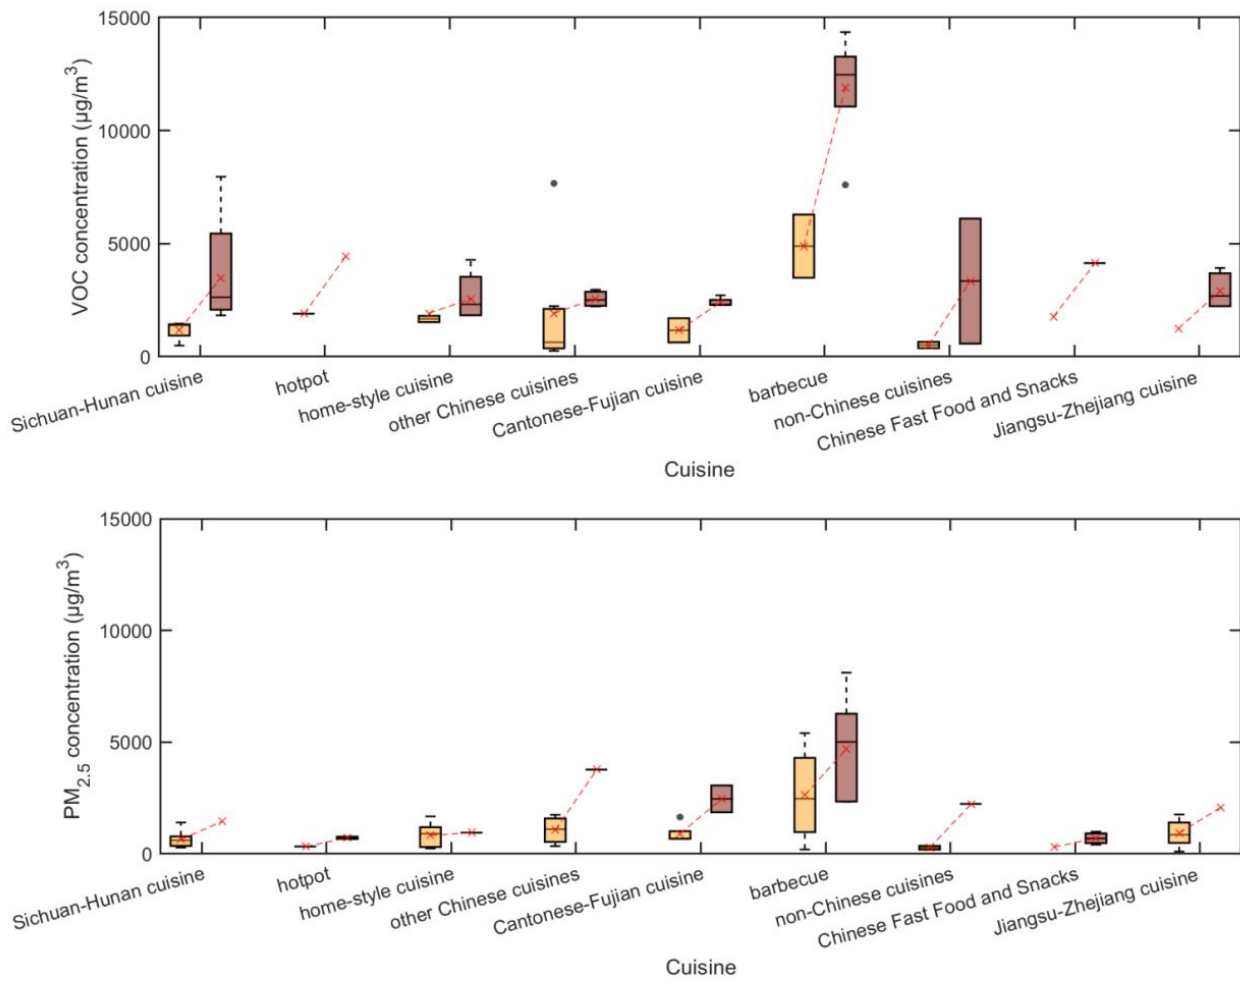 15000
10000
5000
0
VOC concentration (μg/m³)
Sichuan-Hunan cuisine
hotpot
home-style cuisine
other Chinese cuisines
Cantonese-Fujian cuisine
barbecue
non-Chinese cuisines
Chinese Fast Food and Snacks
Jiangsu-Zhejiang cuisine
Cuisine
15000
10000
5000
0
PM₂.₅ concentration (μg/m³)
Sichuan-Hunan cuisine
hotpot
home-style cuisine
other Chinese cuisines
Cantonese-Fujian cuisine
barbecue
non-Chinese cuisines
Chinese Fast Food and Snacks
Jiangsu-Zhejiang cuisine
Cuisine